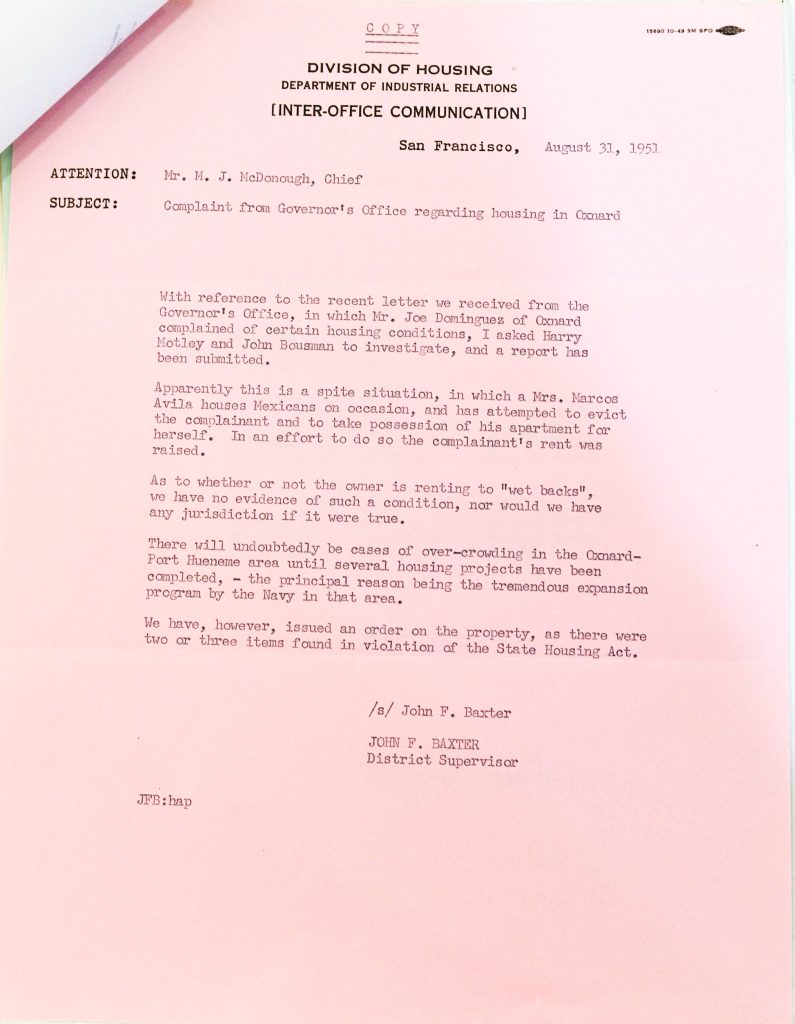 COPY
15690 10-49 3M SPO
DIVISION OF HOUSING
DEPARTMENT OF INDUSTRIAL RELATIONS
[INTER-OFFICE COMMUNICATION]
San Francisco, August 31, 1951
ATTENTION: Mr. M. J. McDonough, Chief
SUBJECT: Complaint from Governor's Office regarding housing in Oxnard
With reference to the recent letter we received from the
Governor's Office, in which Mr. Joe Dominguez of Oxnard
complained of certain housing conditions, I asked Harry
Motley and John Bousman to investigate, and a report has
been submitted.
Apparently this is a spite situation, in which a Mrs. Marcos
Avila houses Mexicans on occasion, and has attempted to evict
the complainant and to take possession of his apartment for
herself. In an effort to do so the complainant's rent was
raised.
As to whether or not the owner is renting to "wet backs",
we have no evidence of such a condition, nor would we have
any jurisdiction if it were true.
There will undoubtedly be cases of over-crowding in the Oxnard-
Port Hueneme area until several housing projects have been
completed, - the principal reason being the tremendous expansion
program by the Navy in that area.
We have, however, issued an order on the property, as there were
two or three items found in violation of the State Housing Act.
/s/ John F. Baxter
JOHN F. BAXTER
District Supervisor
JFB:hap